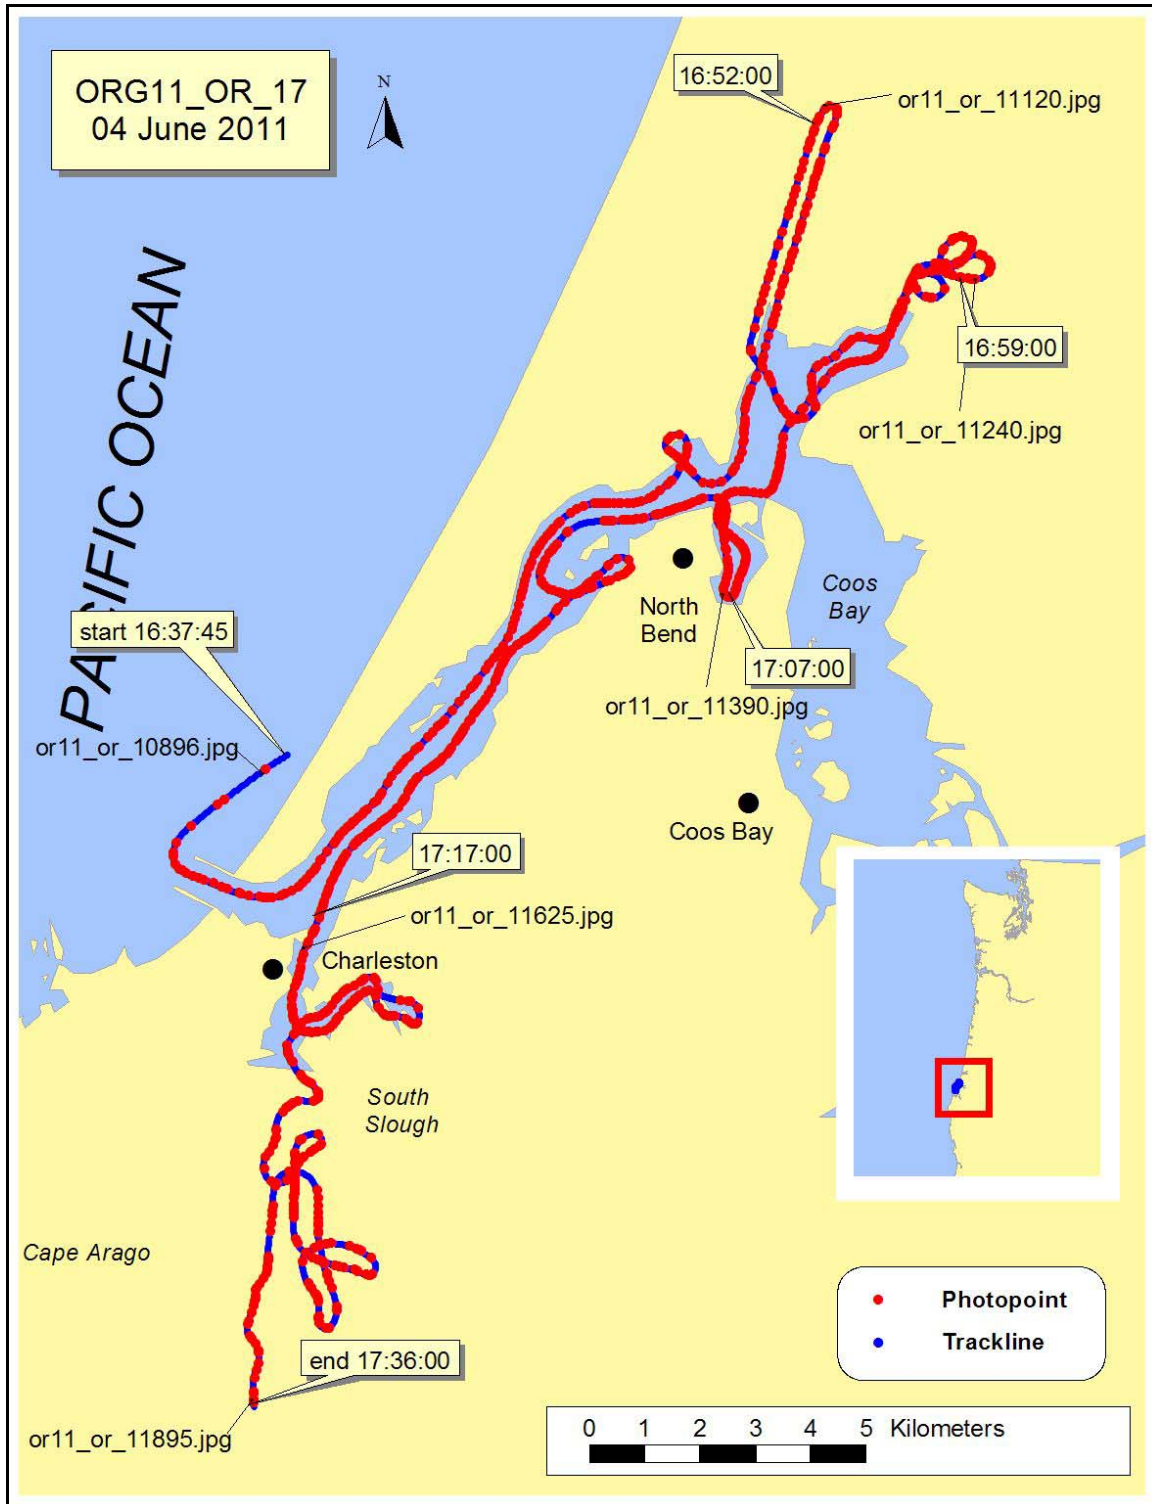 ORG11_OR_17
04 June 2011
N
16:52:00
or11_or_11120.jpg
PACIFIC OCEAN
16:59:00
or11_or_11240.jpg
Coos
Bay
North
Bend
start 16:37:45
17:07:00
or11_or_11390.jpg
or11_or_10896.jpg
Coos Bay
17:17:00
or11_or_11625.jpg
Charleston
South
Slough
Cape Arago
Photopoint
Trackline
end 17:36:00
or11_or_11895.jpg
0 1 2 3 4 5 Kilometers